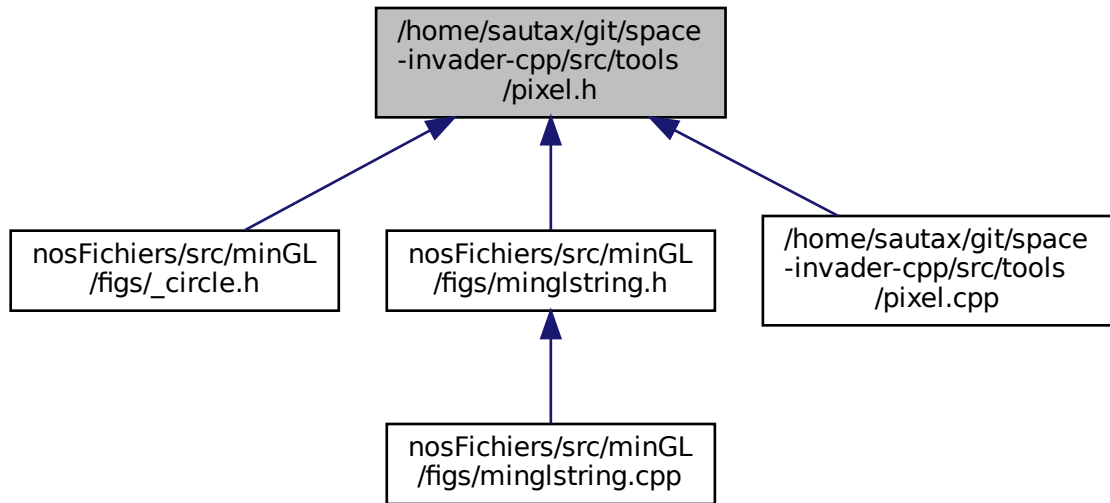 /home/sautax/git/space
-invader-cpp/src/tools
/pixel.h
nosFichiers/src/minGL
/figs/_circle.h
nosFichiers/src/minGL
/figs/minglstring.h
/home/sautax/git/space
-invader-cpp/src/tools
/pixel.cpp
nosFichiers/src/minGL
/figs/minglstring.cpp